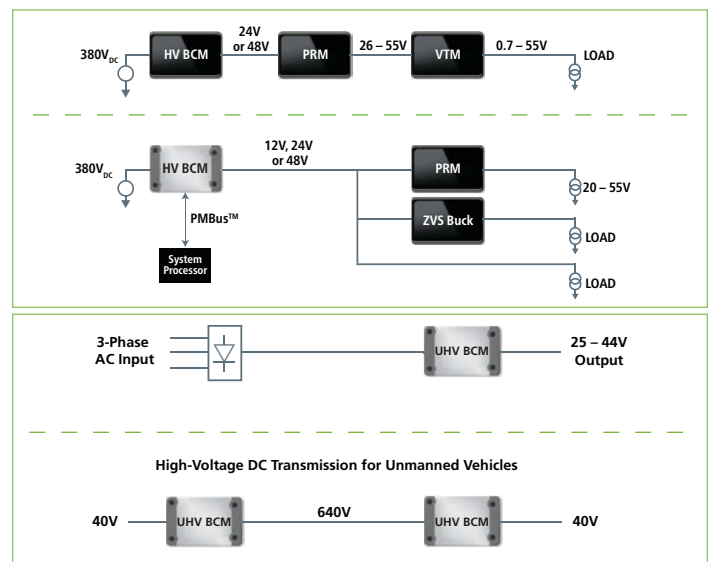 24V
or 48V
380VDC
HV BCM
PRM
26 – 55V
VTM
0.7 – 55V
LOAD
12V, 24V
or 48V
380VDC
HV BCM
PRM
20 – 55V
PMBus™
ZVS Buck
LOAD
System
Processor
LOAD
3-Phase
AC Input
UHV BCM
25 – 44V
Output
High-Voltage DC Transmission for Unmanned Vehicles
40V
UHV BCM
640V
UHV BCM
40V